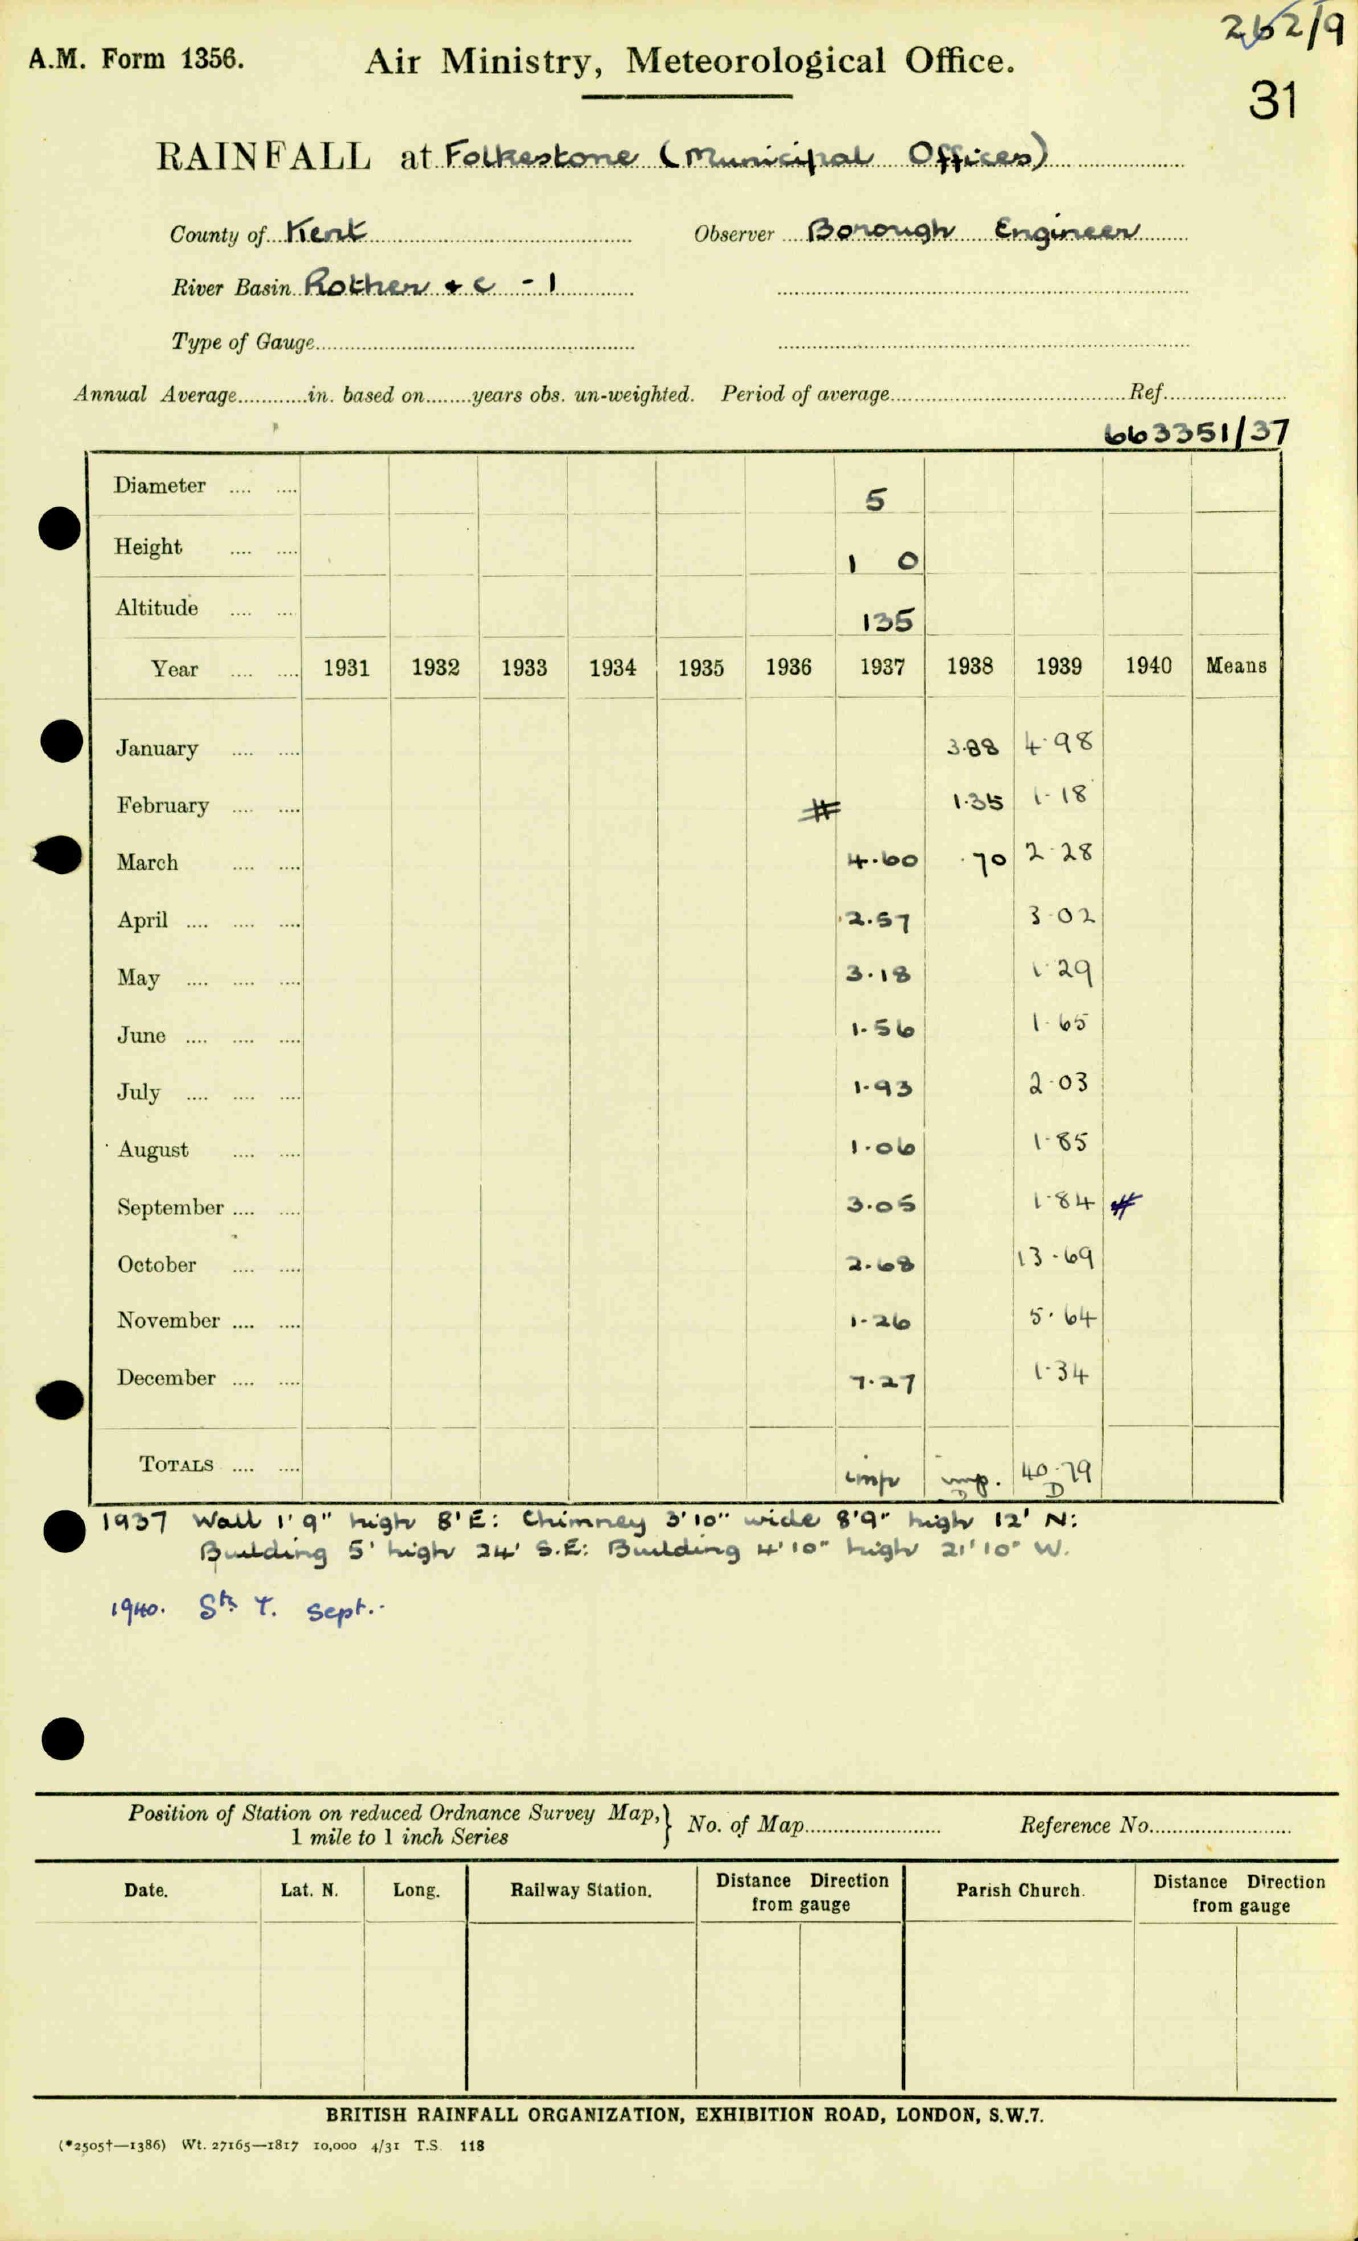 262/9
A.M. Form 1356. Air Ministry, Meteorological Office.
31
RAINFALL at Folkestone (Municipal Offices)
County of Kent Observer Borough Engineer
River Basin Rother & c - 1
Type of Gauge
Annual Average in. based on years obs. un-weighted. Period of average Ref.
663351/37
Diameter 5
Height 1 0
Altitude 135
Year 1931 1932 1933 1934 1935 1936 1937 1938 1939 1940 Means
January 3.88 4.98
February # 1.35 1.18
March 4.60 .70 2.28
April 2.57 3.02
May 3.18 1.29
June 1.56 1.65
July 1.93 2.03
August 1.06 1.85
September 3.05 1.84 #
October 2.68 13.69
November 1.26 5.64
December 7.27 1.34
TOTALS imp imp. 40.79
D D
1937 Wall 1' 9" high 8' E: Chimney 3'10" wide 8'9" high 12' N:
Building 5' high 24' S.E: Building 4'10" high 21'10" W.
1940. Stn. T. Sept.
Position of Station on reduced Ordnance Survey Map, } No. of Map Reference No.
1 mile to 1 inch Series
Date. Lat. N. Long. Railway Station. Distance Direction Parish Church. Distance Direction
from gauge from gauge
BRITISH RAINFALL ORGANIZATION, EXHIBITION ROAD, LONDON, S.W.7.
(*2505†—1386) Wt. 27165—1817 10,000 4/31 T.S. 118